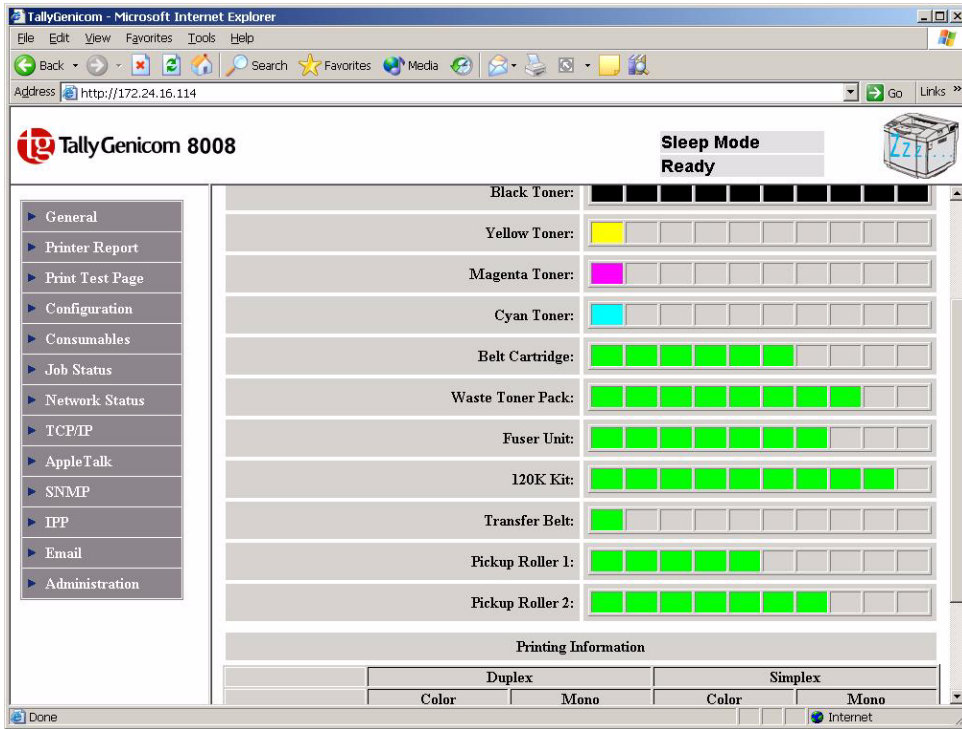 TallyGenicom - Microsoft Internet Explorer
File Edit View Favorites Tools Help
Back Search Favorites Media
Address http://172.24.16.114 Go Links »
tg TallyGenicom 8008
Sleep Mode
Ready
Zzz....
General
Printer Report
Print Test Page
Configuration
Consumables
Job Status
Network Status
TCP/IP
AppleTalk
SNMP
IPP
Email
Administration
Black Toner:
Yellow Toner:
Magenta Toner:
Cyan Toner:
Belt Cartridge:
Waste Toner Pack:
Fuser Unit:
120K Kit:
Transfer Belt:
Pickup Roller 1:
Pickup Roller 2:
Printing Information
Duplex Simplex
Color Mono Color Mono
Done Internet